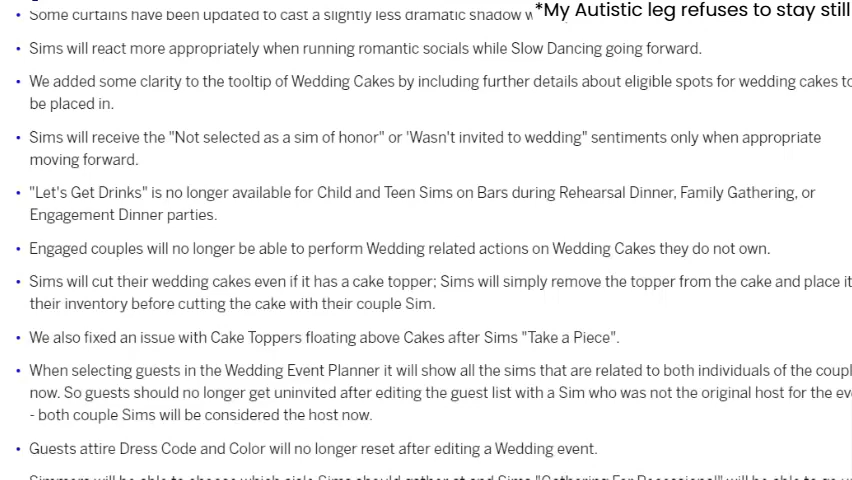 Some curtains have been updated to cast a slightly less dramatic shadow
*My Autistic leg refuses to stay still
• Sims will react more appropriately when running romantic socials while Slow Dancing going forward.
• We added some clarity to the tooltip of Wedding Cakes by including further details about eligible spots for wedding cakes to
be placed in.
• Sims will receive the "Not selected as a sim of honor" or 'Wasn't invited to wedding" sentiments only when appropriate
moving forward.
• "Let's Get Drinks" is no longer available for Child and Teen Sims on Bars during Rehearsal Dinner, Family Gathering, or
Engagement Dinner parties.
• Engaged couples will no longer be able to perform Wedding related actions on Wedding Cakes they do not own.
• Sims will cut their wedding cakes even if it has a cake topper; Sims will simply remove the topper from the cake and place it
their inventory before cutting the cake with their couple Sim.
• We also fixed an issue with Cake Toppers floating above Cakes after Sims "Take a Piece".
• When selecting guests in the Wedding Event Planner it will show all the sims that are related to both individuals of the
now. So guests should no longer get uninvited after editing the guest list with a Sim who was not the original host for the
- both couple Sims will be considered the host now.
• Guests attire Dress Code and Color will no longer reset after editing a Wedding event.